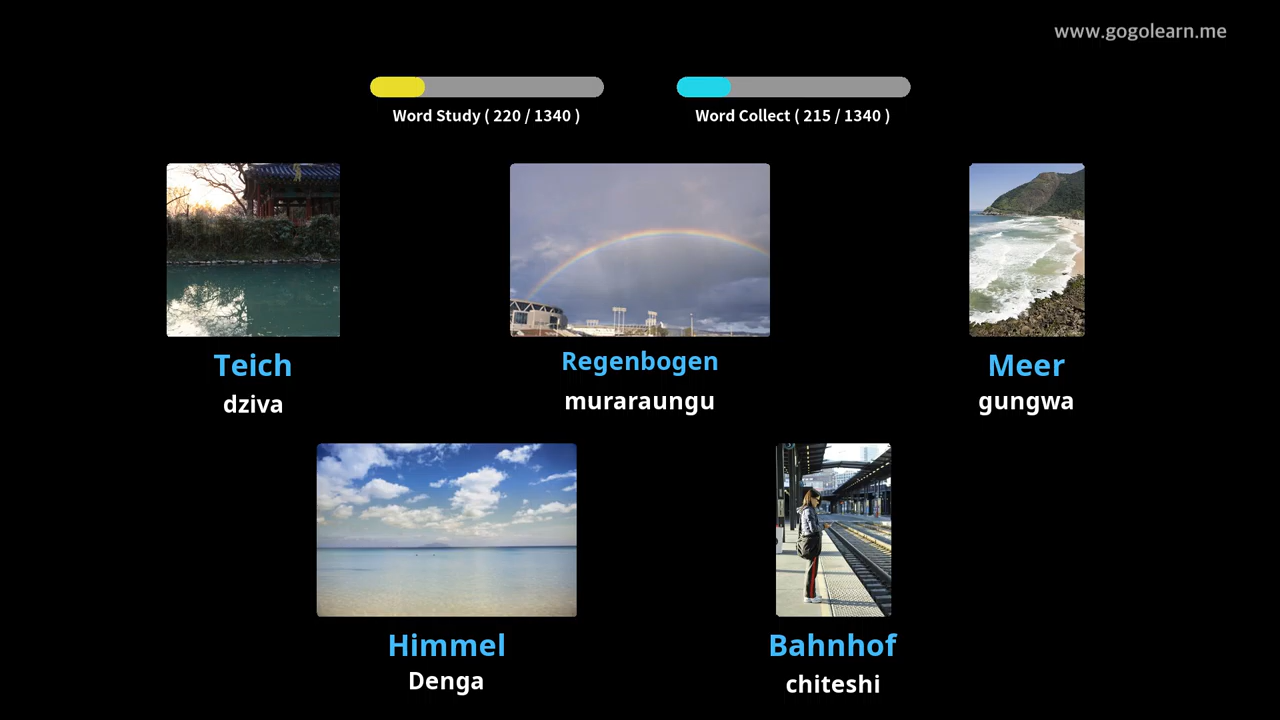 www.gogolearn.me
Word Study ( 220 / 1340 )
Word Collect ( 215 / 1340 )
Teich
dziva
Regenbogen
muraraungu
Meer
gungwa
Himmel
Denga
Bahnhof
chiteshi